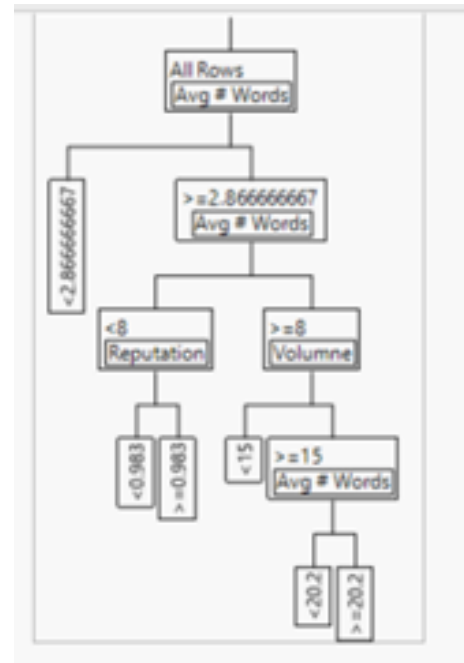 All Rows
Avg # Words
<2.866666667
>=2.866666667
Avg # Words
<8
Reputation
>=8
Volumne
<0.983
>=0.983
<15
>=15
Avg # Words
<20.2
>=20.2